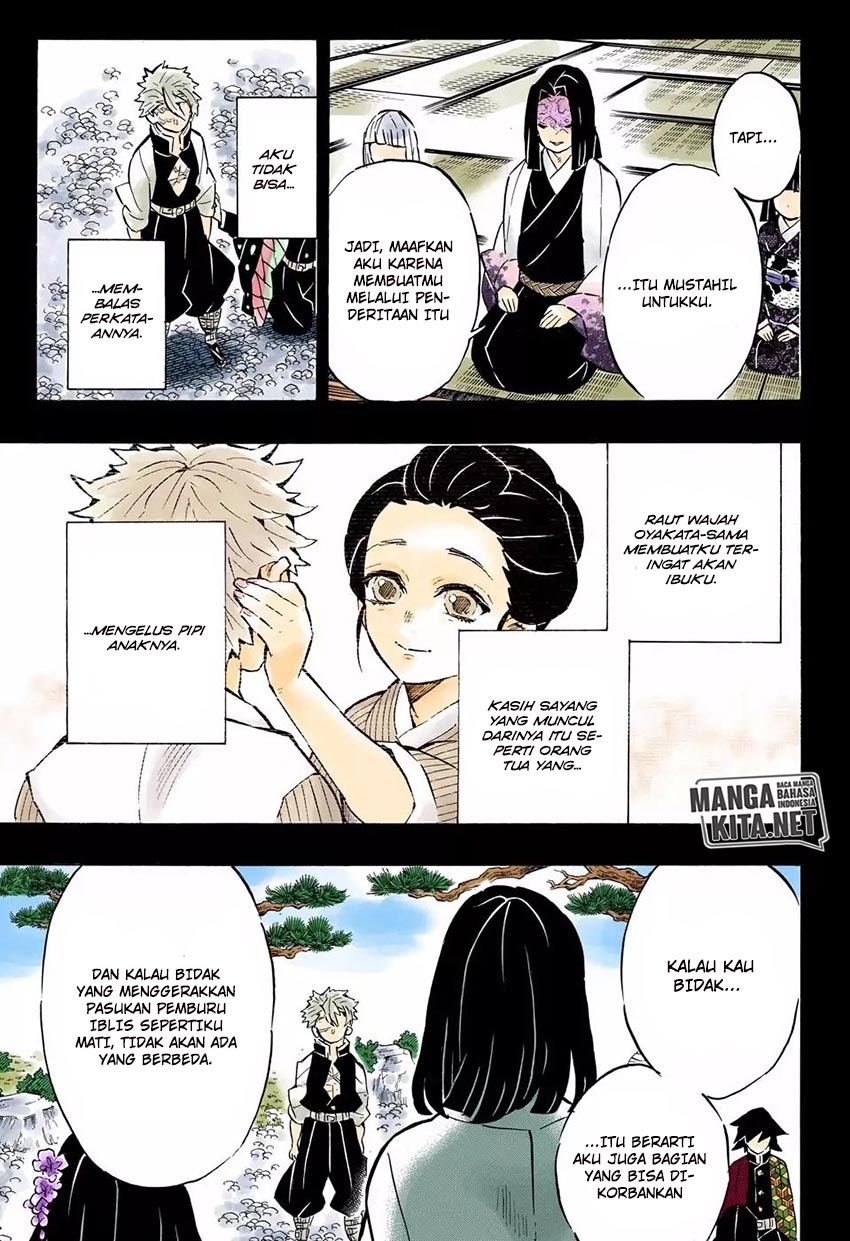 TAPI...
...ITU MUSTAHIL
UNTUKKU.
JADI, MAAFKAN
AKU KARENA
MEMBUATMU
MELALUI PEN-
DERITAAN ITU
AKU
TIDAK
BISA...
...MEM-
BALAS
PERKATA-
ANNYA.
RAUT WAJAH
OYAKATA-SAMA
MEMBUATKU TER-
INGAT AKAN
IBUKU.
KASIH SAYANG
YANG MUNCUL
DARINYA ITU SE-
PERTI ORANG
TUA YANG...
...MENGELUS PIPI
ANAKNYA.
MANGA
BACA MANGA
BAHASA
INDONESIA
KITA.NET
KALAU KAU
BIDAK...
...ITU BERARTI
AKU JUGA BAGIAN
YANG BISA DI-
KORBANKAN
DAN KALAU BIDAK
YANG MENGGERAKKAN
PASUKAN PEMBURU
IBLIS SEPERTIKU
MATI, TIDAK AKAN ADA
YANG BERBEDA.